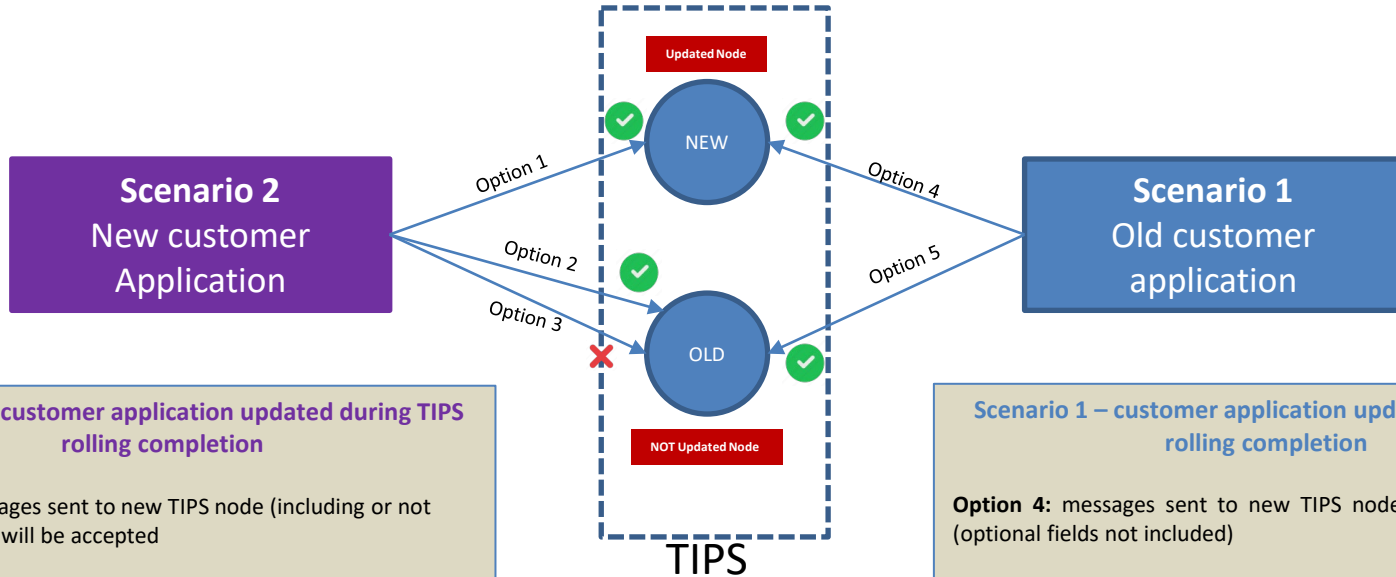 Updated Node
NEW
Option 1
Option 4
Scenario 2
New customer
Application
Scenario 1
Old customer
application
Option 2
Option 5
Option 3
OLD
NOT Updated Node
customer application updated during TIPS
rolling completion
ages sent to new TIPS node (including or not
will be accepted
Scenario 1 – customer application upd
rolling completion
Option 4: messages sent to new TIPS node
(optional fields not included)
TIPS